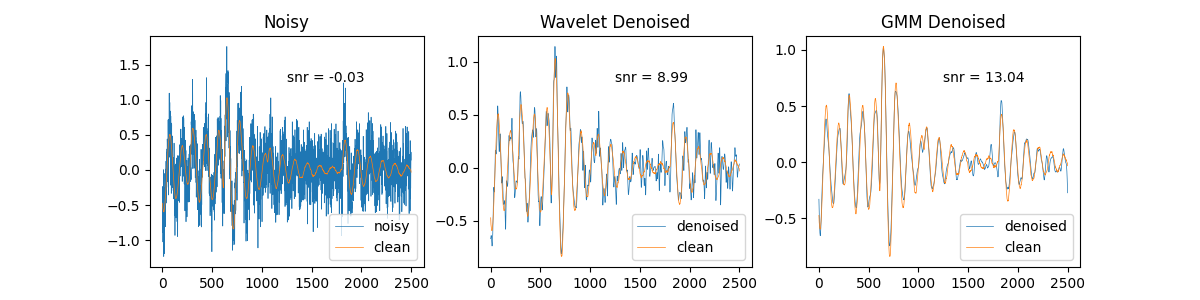 Noisy
Wavelet Denoised
GMM Denoised
snr = -0.03
snr = 8.99
snr = 13.04
1.5
1.0
0.5
0.0
−0.5
−1.0
noisy
clean
0
500
1000
1500
2000
2500
1.0
0.5
0.0
−0.5
denoised
clean
0
500
1000
1500
2000
2500
1.0
0.5
0.0
−0.5
denoised
clean
0
500
1000
1500
2000
2500